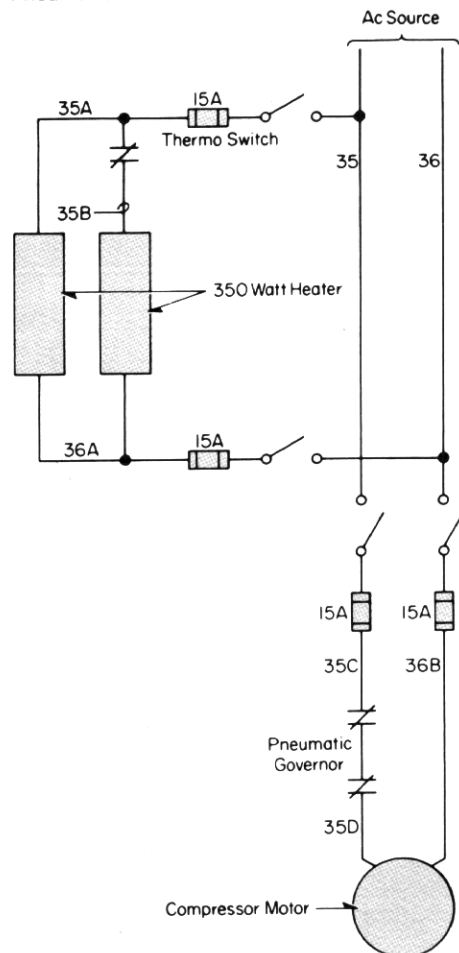 Ac Source
35A
15A
Thermo Switch
35
36
35B
350 Watt Heater
36A
15A
15A
15A
35C
36B
Pneumatic
Governor
35D
Compressor Motor